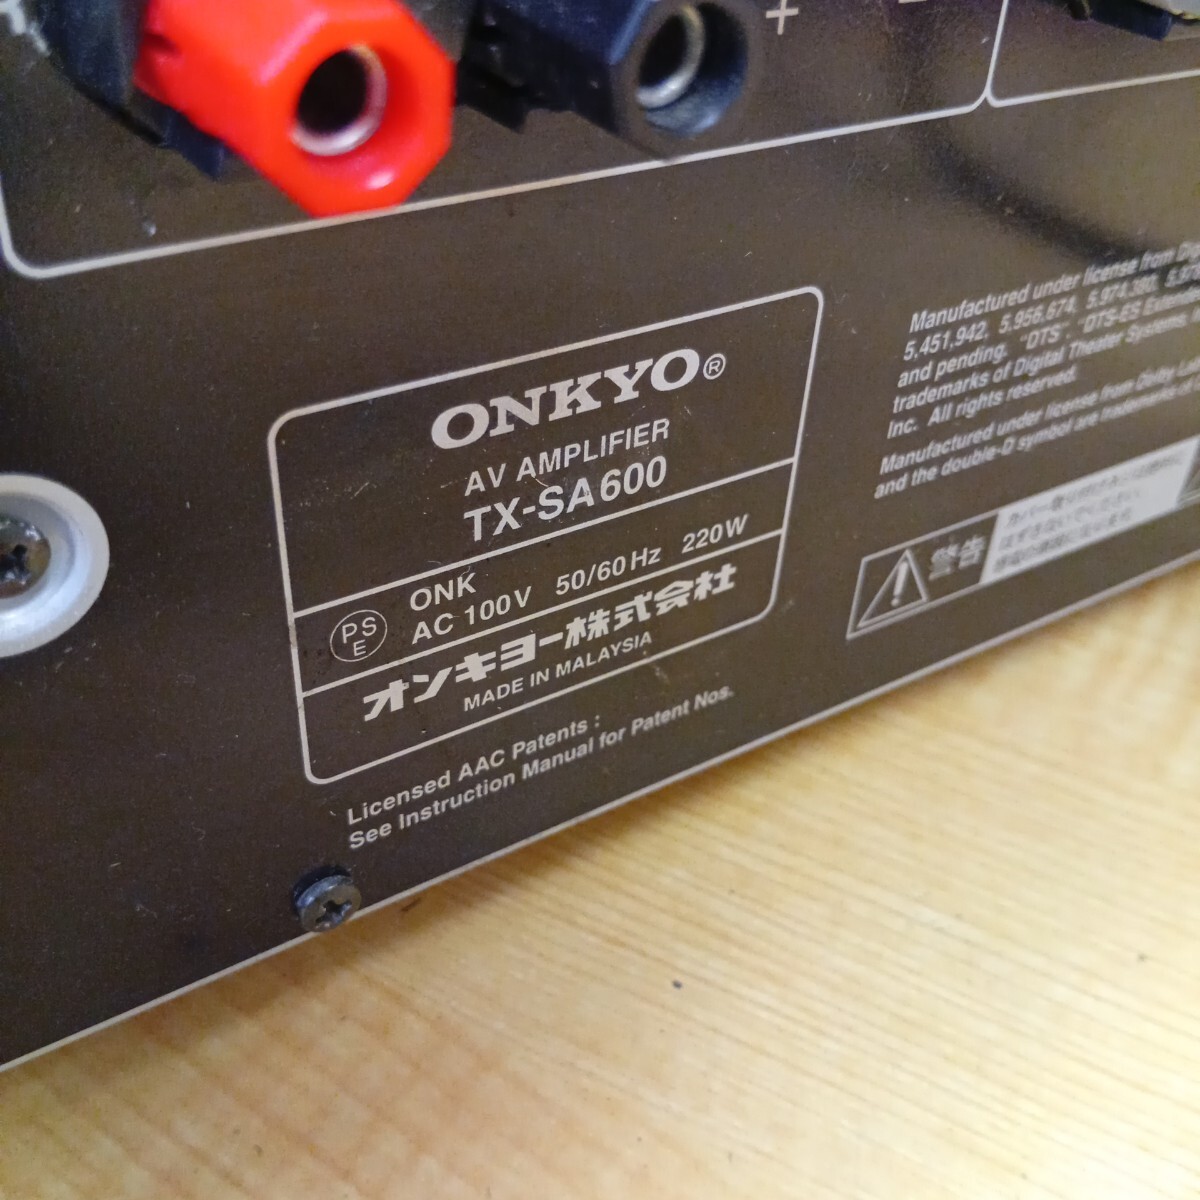 + −
ONKYO®
AV AMPLIFIER
TX-SA600
PS
E
ONK
AC 100V 50/60Hz 220W
オンキヨー株式会社
MADE IN MALAYSIA
Licensed AAC Patents :
See Instruction Manual for Patent Nos.
Manufactured under license from
5,451,942, 5,956,674, 5,974,380,
and pending. "DTS", "DTS-ES
trademarks of Digital Theater Systems,
Inc. All rights reserved.
Manufactured under license from Dolby
and the double-D symbol are trademarks of
警告